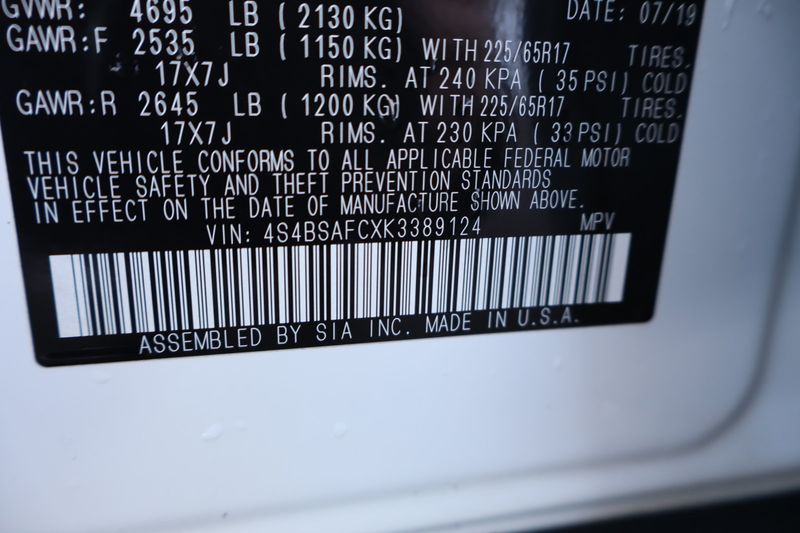 GVWR: 4695 LB (2130 KG) DATE: 07/19
GAWR:F 2535 LB (1150 KG) WITH 225/65R17 TIRES.
17X7J RIMS. AT 240 KPA (35 PSI) COLD
GAWR:R 2645 LB (1200 KG) WITH 225/65R17 TIRES.
17X7J RIMS. AT 230 KPA (33 PSI) COLD
THIS VEHICLE CONFORMS TO ALL APPLICABLE FEDERAL MOTOR
VEHICLE SAFETY AND THEFT PREVENTION STANDARDS
IN EFFECT ON THE DATE OF MANUFACTURE SHOWN ABOVE.
VIN: 4S4BSAFCXK3389124 MPV
ASSEMBLED BY SIA INC. MADE IN U.S.A.